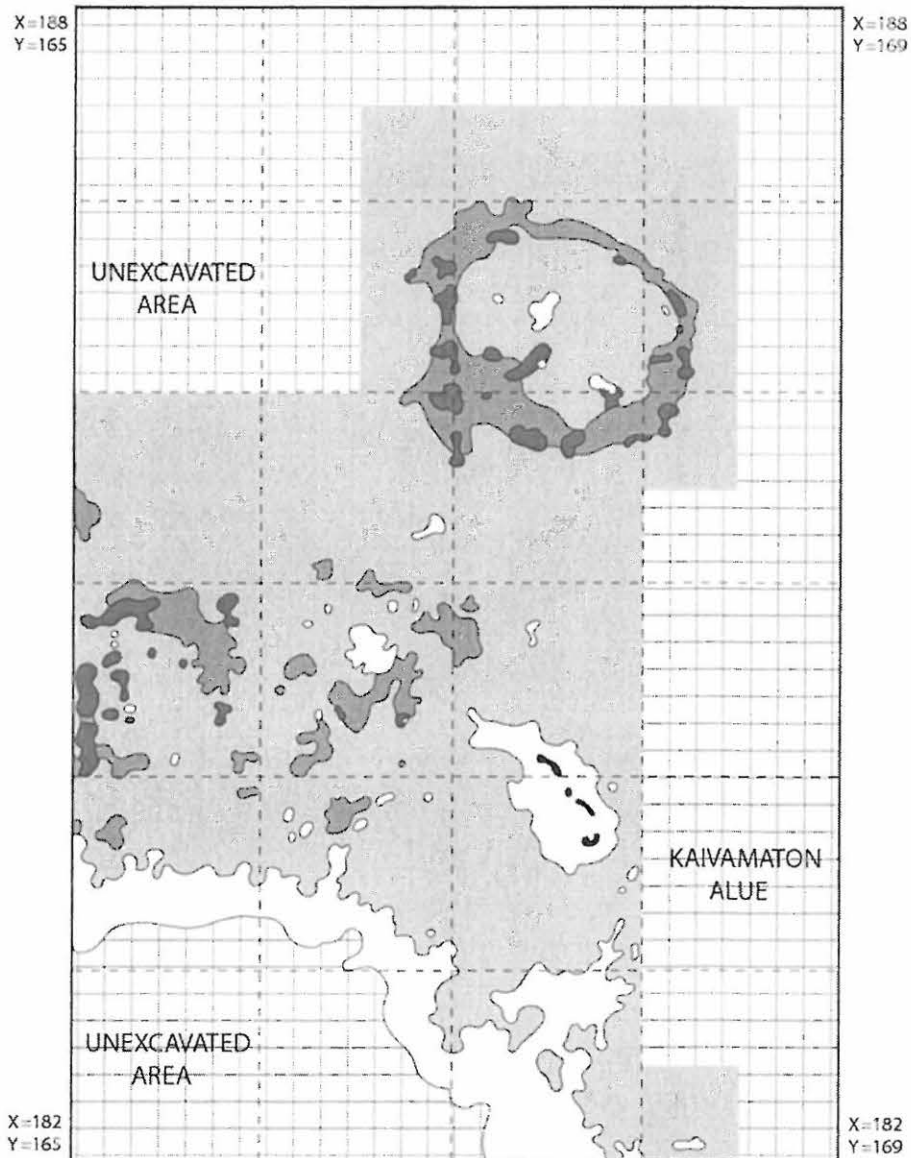 X=188
Y=165
X=188
Y=169
UNEXCAVATED
AREA
KAIVAMATON
ALUE
UNEXCAVATED
AREA
X=182
Y=165
X=182
Y=169